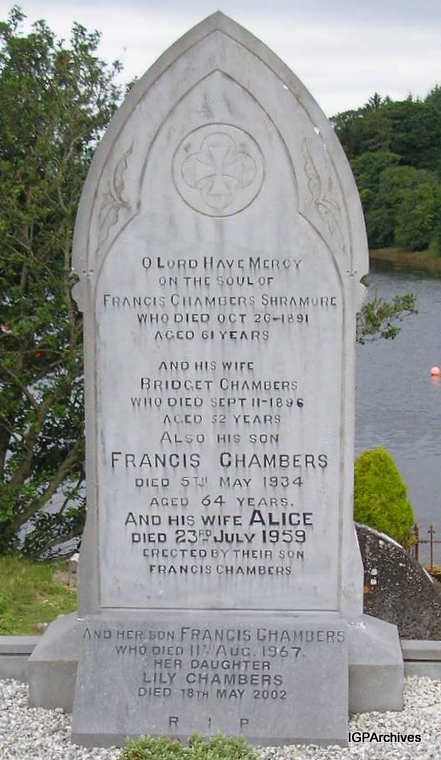 O Lord Have Mercy
on the soul of
Francis Chambers Shramore
who died Oct 26-1891
aged 61 years
and his wife
Bridget Chambers
who died Sept 11-1896
aged 52 years
Also his son
Francis Chambers
died 5th May 1934
aged 64 years.
And his wife Alice
died 23rd July 1959
erected by their son
Francis Chambers
And her son Francis Chambers
who died 11th Aug. 1967.
her daughter
Lily Chambers
died 18th May 2002
R I P
IGPArchives